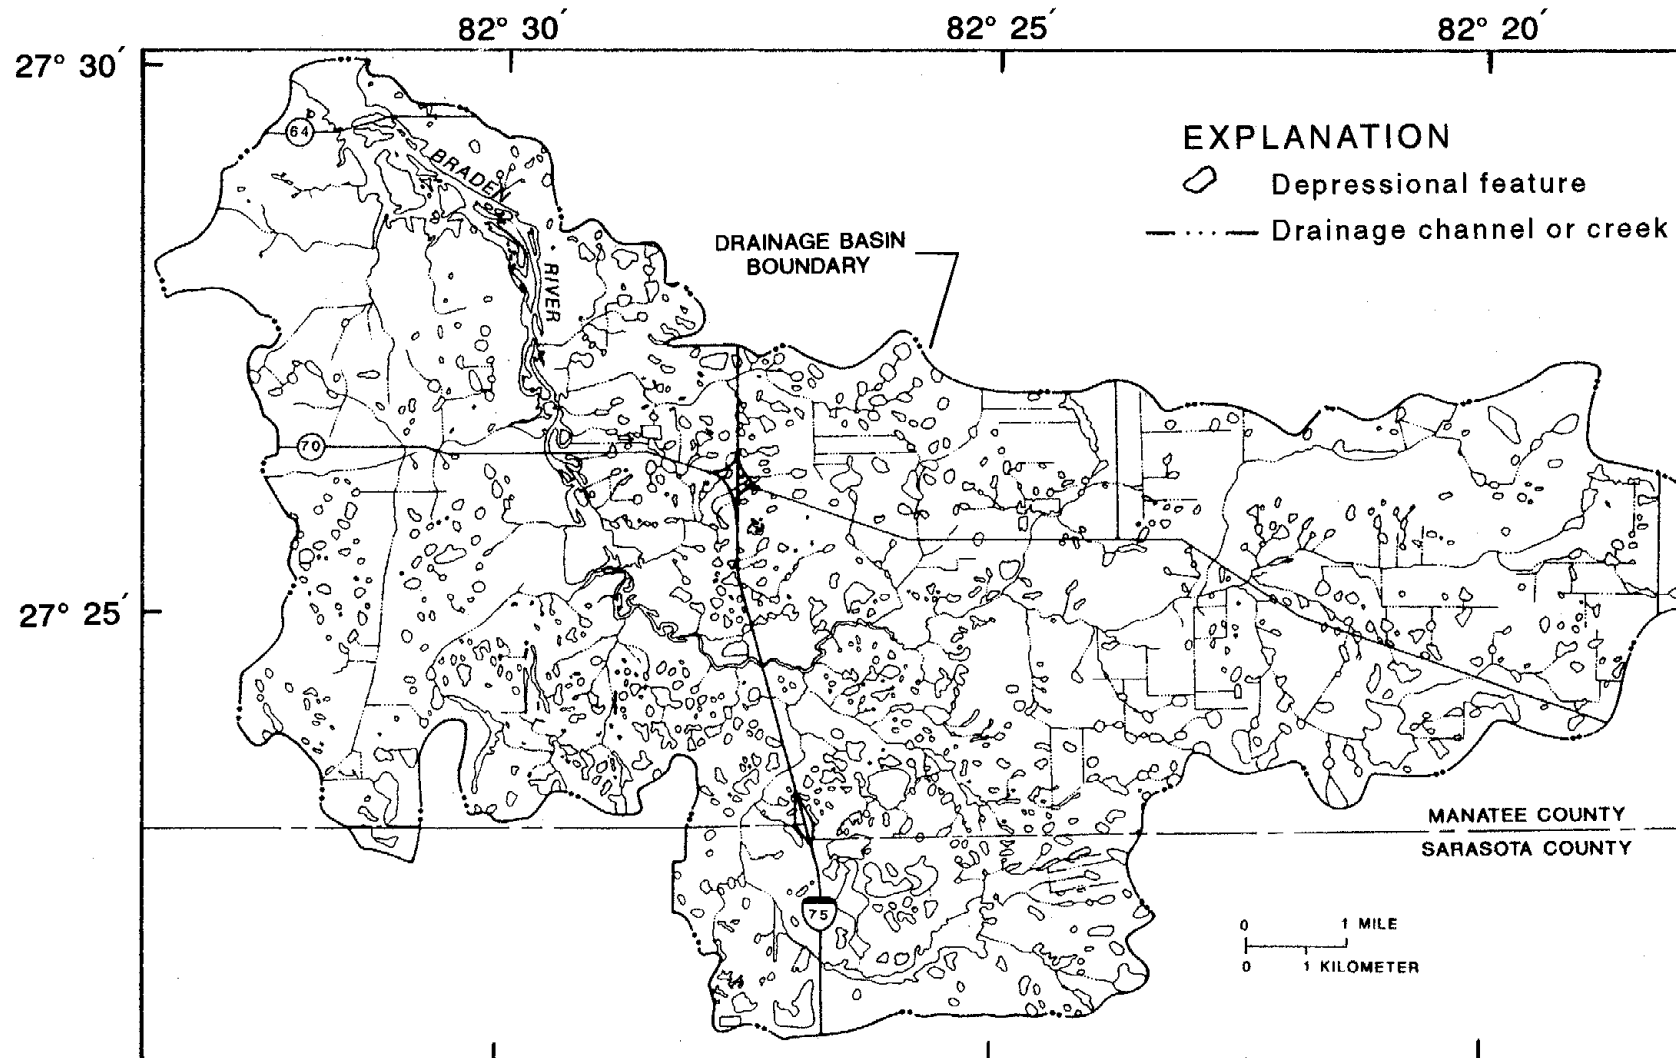 82° 30´ 82° 25´ 82° 20´
27° 30´
64
BRADEN
RIVER
EXPLANATION
Depressional feature
Drainage channel or creek
DRAINAGE BASIN
BOUNDARY
70
27° 25´
MANATEE COUNTY
SARASOTA COUNTY
75
0 1 MILE
0 1 KILOMETER